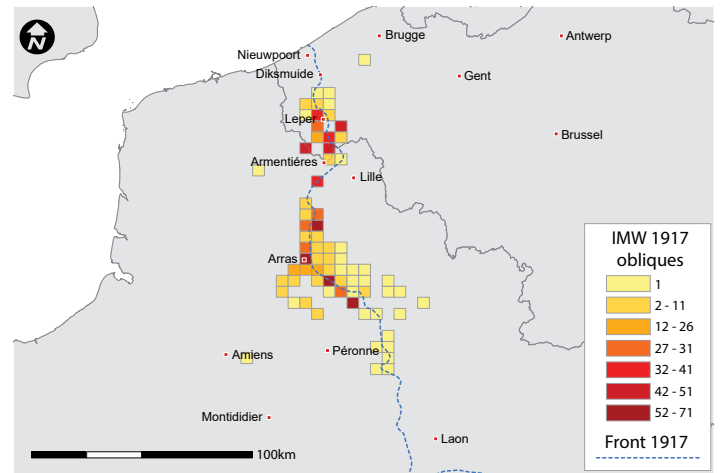 N
Brugge
Antwerp
Nieuwpoort
Diksmuide
Gent
Leper
Brussel
Armentiéres
Lille
Arras
Amiens
Péronne
Montididier
Laon
100km
IMW 1917
obliques
1
2 - 11
12 - 26
27 - 31
32 - 41
42 - 51
52 - 71
Front 1917